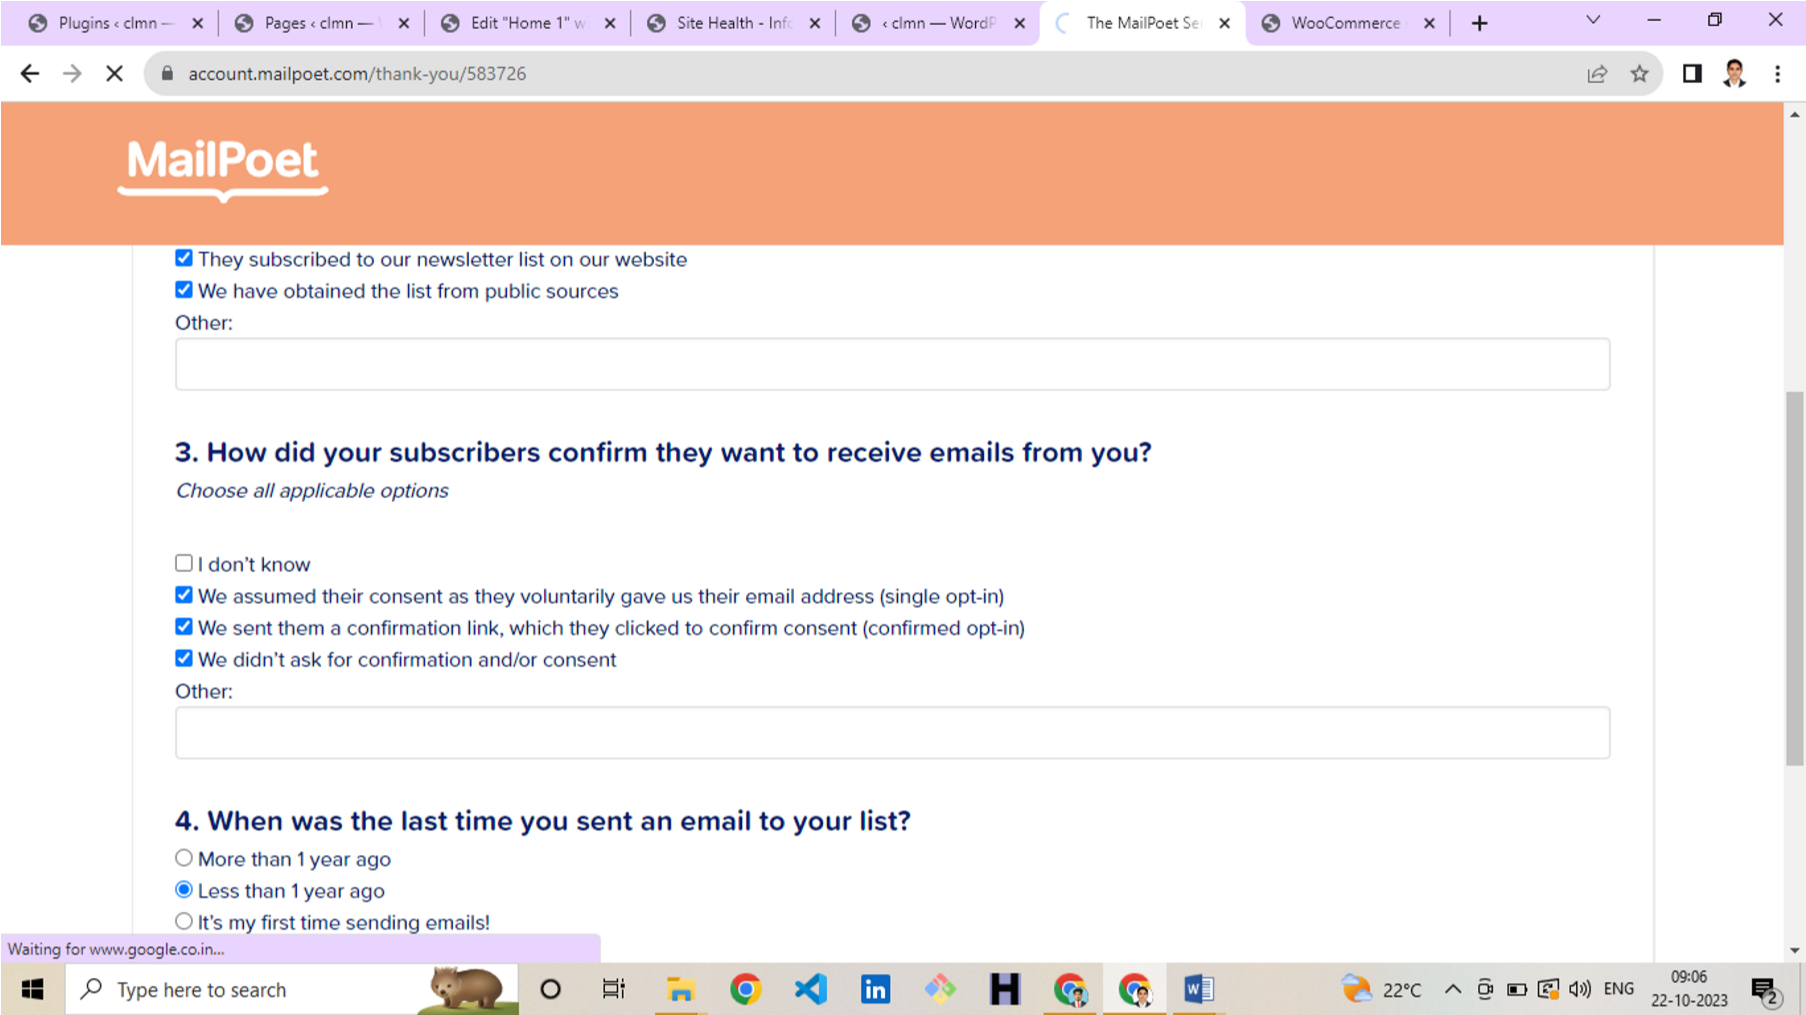 Plugins ‹ clmn —
Pages ‹ clmn —
Edit "Home 1" w
Site Health - Info
‹ clmn — WordP
The MailPoet Se
WooCommerce
account.mailpoet.com/thank-you/583726
MailPoet
They subscribed to our newsletter list on our website
We have obtained the list from public sources
Other:
3. How did your subscribers confirm they want to receive emails from you?
Choose all applicable options
I don't know
We assumed their consent as they voluntarily gave us their email address (single opt-in)
We sent them a confirmation link, which they clicked to confirm consent (confirmed opt-in)
We didn't ask for confirmation and/or consent
Other:
4. When was the last time you sent an email to your list?
More than 1 year ago
Less than 1 year ago
It's my first time sending emails!
Waiting for www.google.co.in...
Type here to search
22°C
ENG
09:06
22-10-2023
2